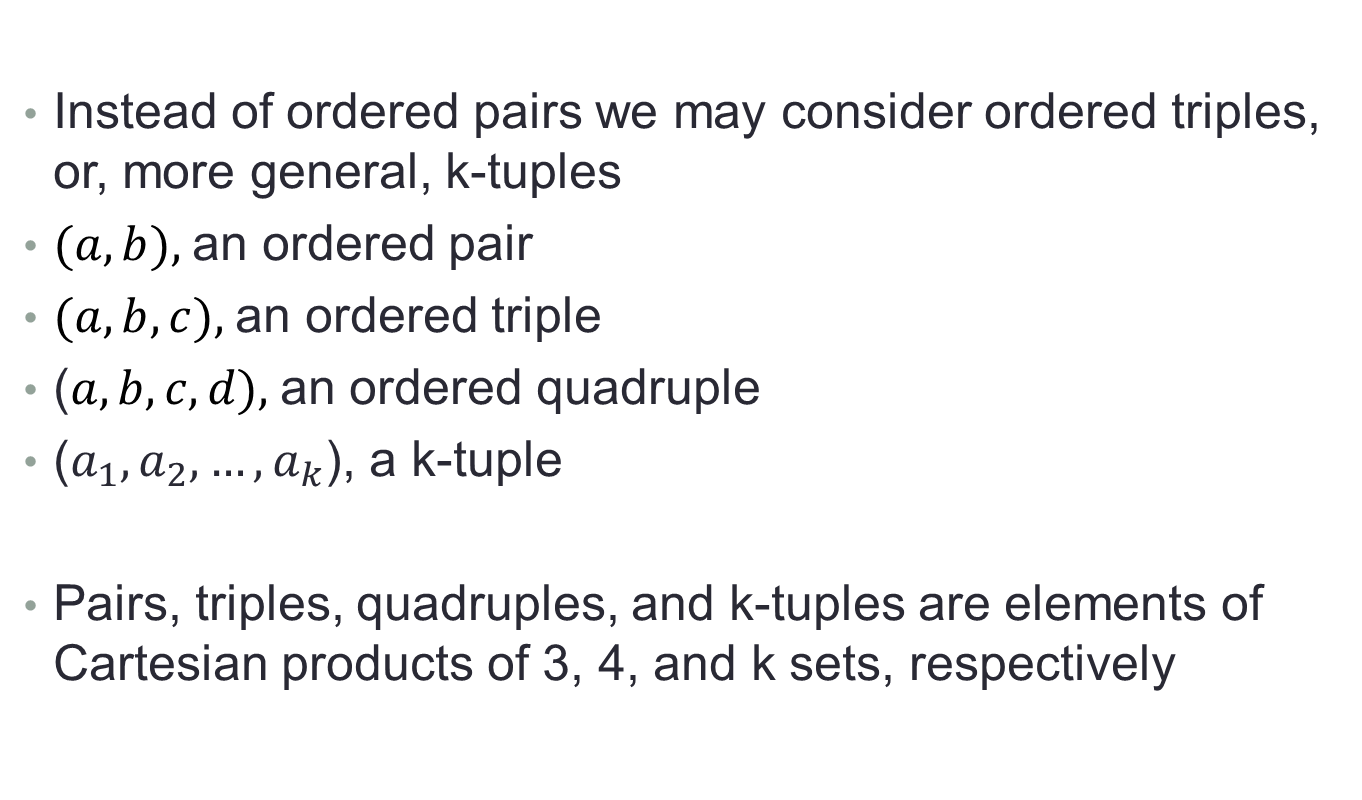 • Instead of ordered pairs we may consider ordered triples,
or, more general, k-tuples
• (a, b), an ordered pair
• (a, b, c), an ordered triple
• (a, b, c, d), an ordered quadruple
• (a₁, a₂, …, aₖ), a k-tuple
• Pairs, triples, quadruples, and k-tuples are elements of
Cartesian products of 3, 4, and k sets, respectively